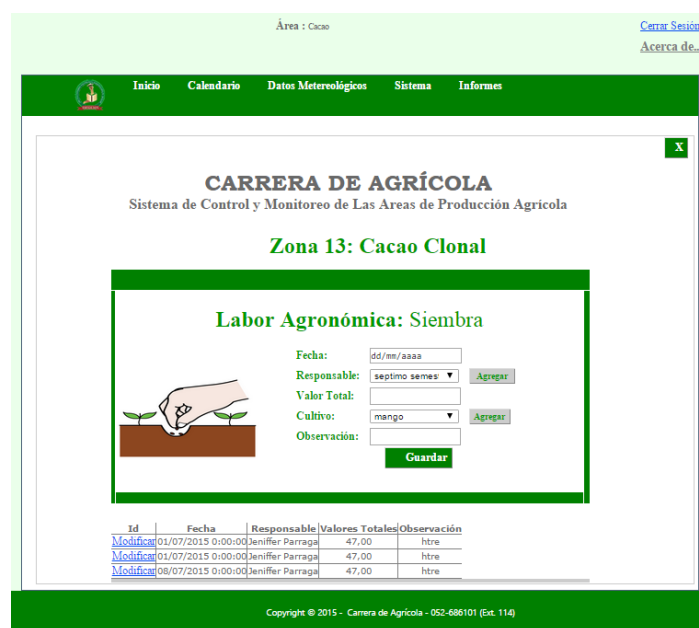 Área : Cacao
Cerrar Sesión
Acerca de..
Inicio Calendario Datos Metereológicos Sistema Informes
X
CARRERA DE AGRÍCOLA
Sistema de Control y Monitoreo de Las Areas de Producción Agrícola
Zona 13: Cacao Clonal
Labor Agronómica: Siembra
Fecha: dd/mm/aaaa
Responsable: septimo semes Agregar
Valor Total:
Cultivo: mango Agregar
Observación:
Guardar
Id Fecha Responsable Valores Totales Observación
Modificar 01/07/2015 0:00:00 Jeniffer Parraga 47,00 htre
Modificar 01/07/2015 0:00:00 Jeniffer Parraga 47,00 htre
Modificar 08/07/2015 0:00:00 Jeniffer Parraga 47,00 htre
Copyright © 2015 - Carrera de Agrícola - 052-686101 (Ext. 114)